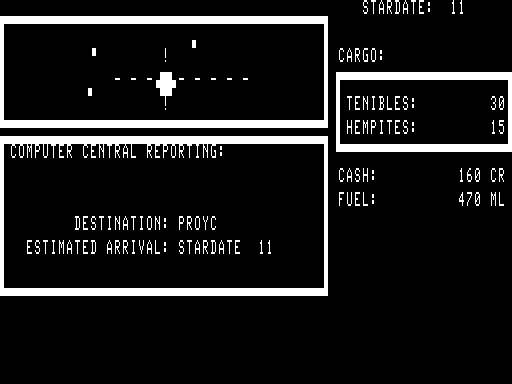 STARDATE: 11
CARGO:
TENIBLES: 30
HEMPITES: 15
CASH: 160 CR
FUEL: 470 ML
COMPUTER CENTRAL REPORTING:
DESTINATION: PROYC
ESTIMATED ARRIVAL: STARDATE 11